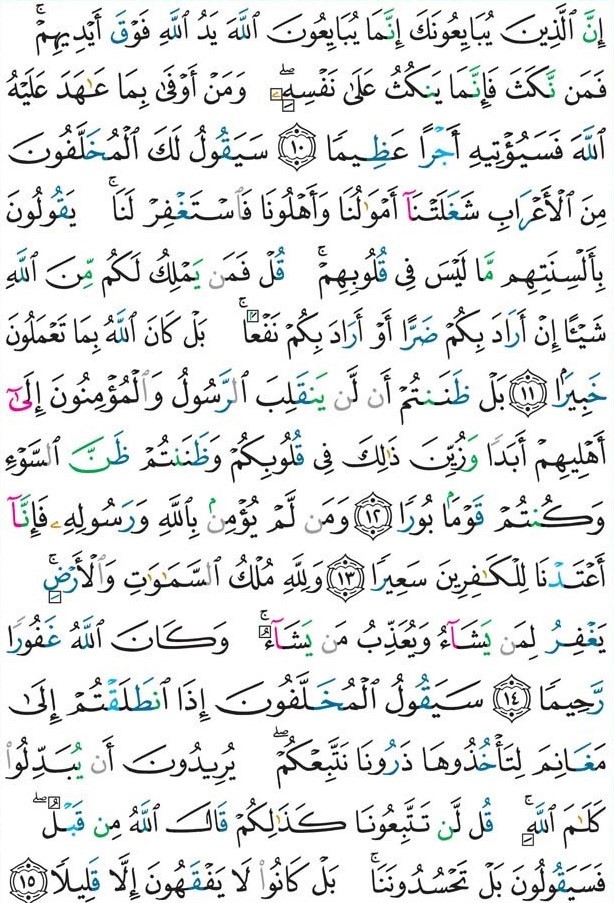 إِنَّ ٱلَّذِينَ يُبَايِعُونَكَ إِنَّمَا يُبَايِعُونَ ٱللَّهَ يَدُ ٱللَّهِ فَوْقَ أَيْدِيهِمْ ۚ
فَمَن نَّكَثَ فَإِنَّمَا يَنكُثُ عَلَىٰ نَفْسِهِۦ ۖ وَمَنْ أَوْفَىٰ بِمَا عَـٰهَدَ عَلَيْهُ
ٱللَّهَ فَسَيُؤْتِيهِ أَجْرًا عَظِيمًا ١٠ سَيَقُولُ لَكَ ٱلْمُخَلَّفُونَ
مِنَ ٱلْأَعْرَابِ شَغَلَتْنَآ أَمْوَٰلُنَا وَأَهْلُونَا فَٱسْتَغْفِرْ لَنَا ۚ يَقُولُونَ
بِأَلْسِنَتِهِم مَّا لَيْسَ فِى قُلُوبِهِمْ ۚ قُلْ فَمَن يَمْلِكُ لَكُم مِّنَ ٱللَّهِ
شَيْـًٔا إِنْ أَرَادَ بِكُمْ ضَرًّا أَوْ أَرَادَ بِكُمْ نَفْعًۢا ۚ بَلْ كَانَ ٱللَّهُ بِمَا تَعْمَلُونَ
خَبِيرًۢا ١١ بَلْ ظَنَنتُمْ أَن لَّن يَنقَلِبَ ٱلرَّسُولُ وَٱلْمُؤْمِنُونَ إِلَىٰٓ
أَهْلِيهِمْ أَبَدًا وَزُيِّنَ ذَٰلِكَ فِى قُلُوبِكُمْ وَظَنَنتُمْ ظَنَّ ٱلسَّوْءِ
وَكُنتُمْ قَوْمًۢا بُورًا ١٢ وَمَن لَّمْ يُؤْمِنۢ بِٱللَّهِ وَرَسُولِهِۦ فَإِنَّآ
أَعْتَدْنَا لِلْكَـٰفِرِينَ سَعِيرًا ١٣ وَلِلَّهِ مُلْكُ ٱلسَّمَـٰوَٰتِ وَٱلْأَرْضِ ۚ
يَغْفِرُ لِمَن يَشَآءُ وَيُعَذِّبُ مَن يَشَآءُ ۚ وَكَانَ ٱللَّهُ غَفُورًا
رَّحِيمًا ١٤ سَيَقُولُ ٱلْمُخَلَّفُونَ إِذَا ٱنطَلَقْتُمْ إِلَىٰ
مَغَانِمَ لِتَأْخُذُوهَا ذَرُونَا نَتَّبِعْكُمْ ۖ يُرِيدُونَ أَن يُبَدِّلُوا۟
كَلَـٰمَ ٱللَّهِ ۚ قُل لَّن تَتَّبِعُونَا كَذَٰلِكُمْ قَالَ ٱللَّهُ مِن قَبْلُ ۖ
فَسَيَقُولُونَ بَلْ تَحْسُدُونَنَا ۚ بَلْ كَانُوا۟ لَا يَفْقَهُونَ إِلَّا قَلِيلًا ١٥